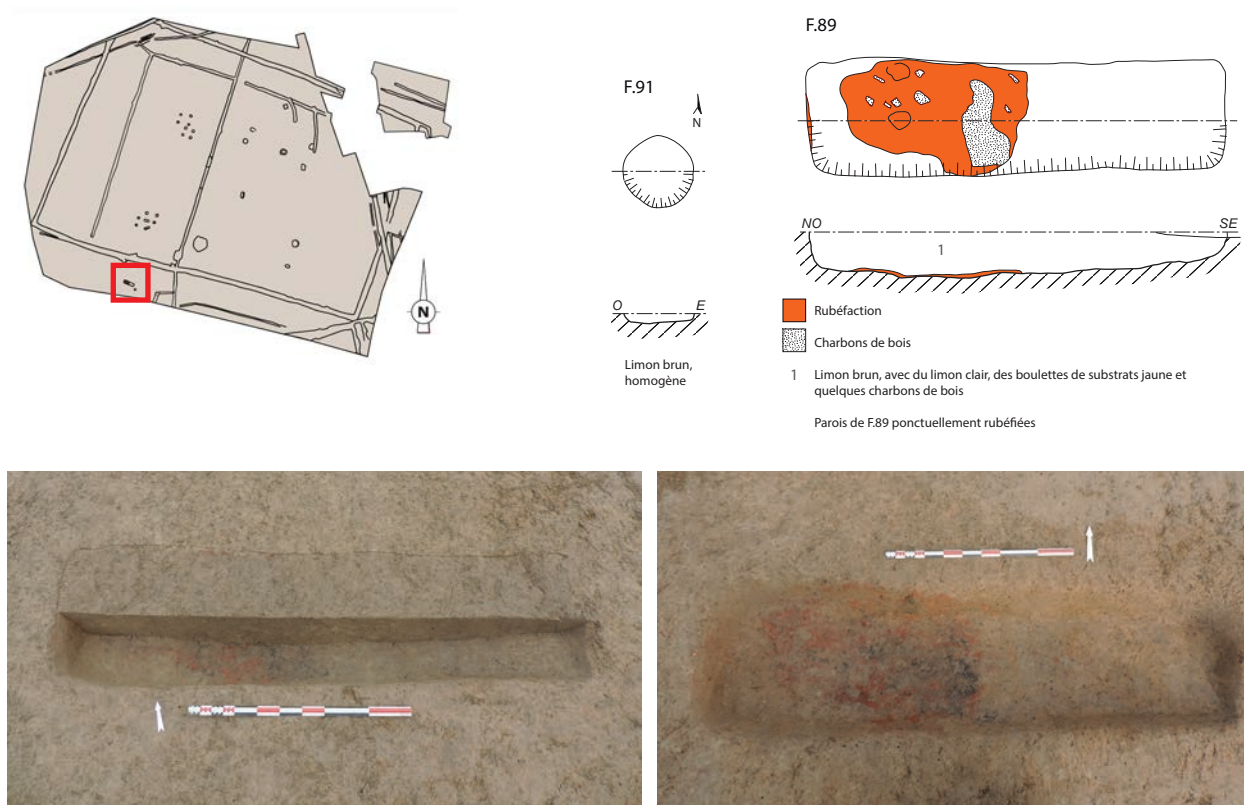 N
F.91
N
O E
Limon brun,
homogène
F.89
NO SE
1
Rubéfaction
Charbons de bois
1 Limon brun, avec du limon clair, des boulettes de substrats jaune et
quelques charbons de bois
Parois de F.89 ponctuellement rubéfiées